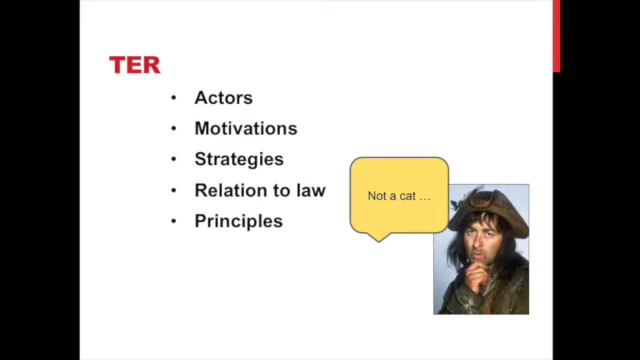 TER
• Actors
• Motivations
• Strategies
• Relation to law
• Principles
Not a cat …